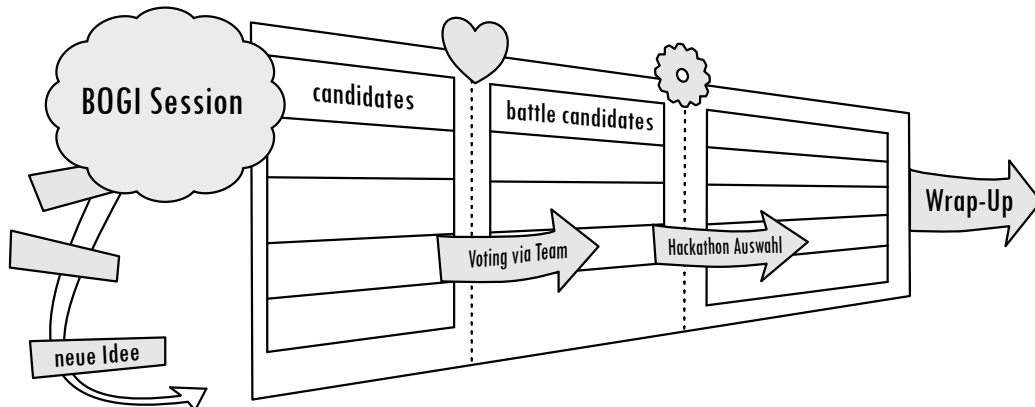 BOGI Session
candidates
battle candidates
Voting via Team
Hackathon Auswahl
Wrap-Up
neue Idee